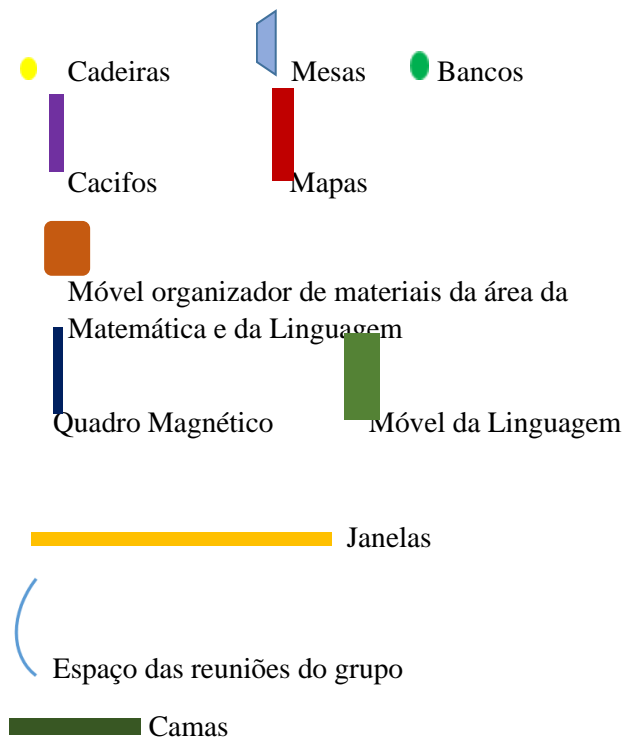 Cadeiras Mesas Bancos
Cacifos Mapas
Móvel organizador de materiais da área da
Matemática e da Linguagem
Quadro Magnético Móvel da Linguagem
Janelas
Espaço das reuniões do grupo
Camas